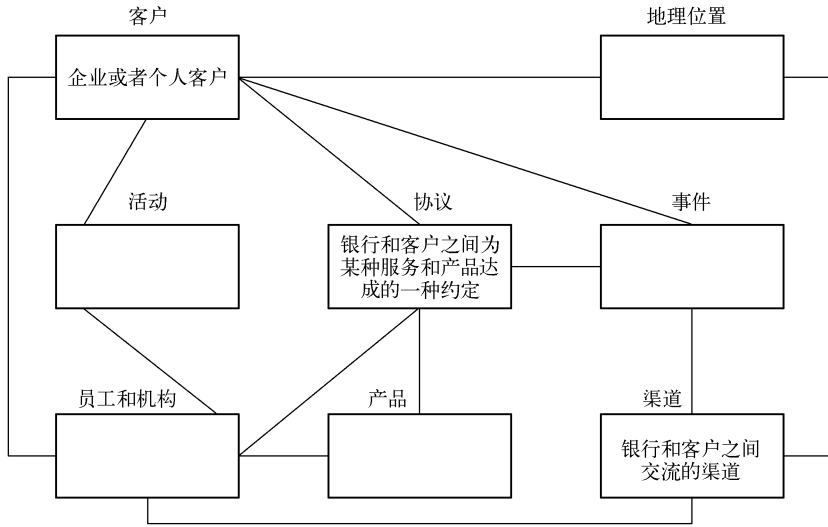 客户
地理位置
企业或者个人客户
活动
协议
事件
银行和客户之间为
某种服务和产品达
成的一种约定
员工和机构
产品
渠道
银行和客户之间
交流的渠道